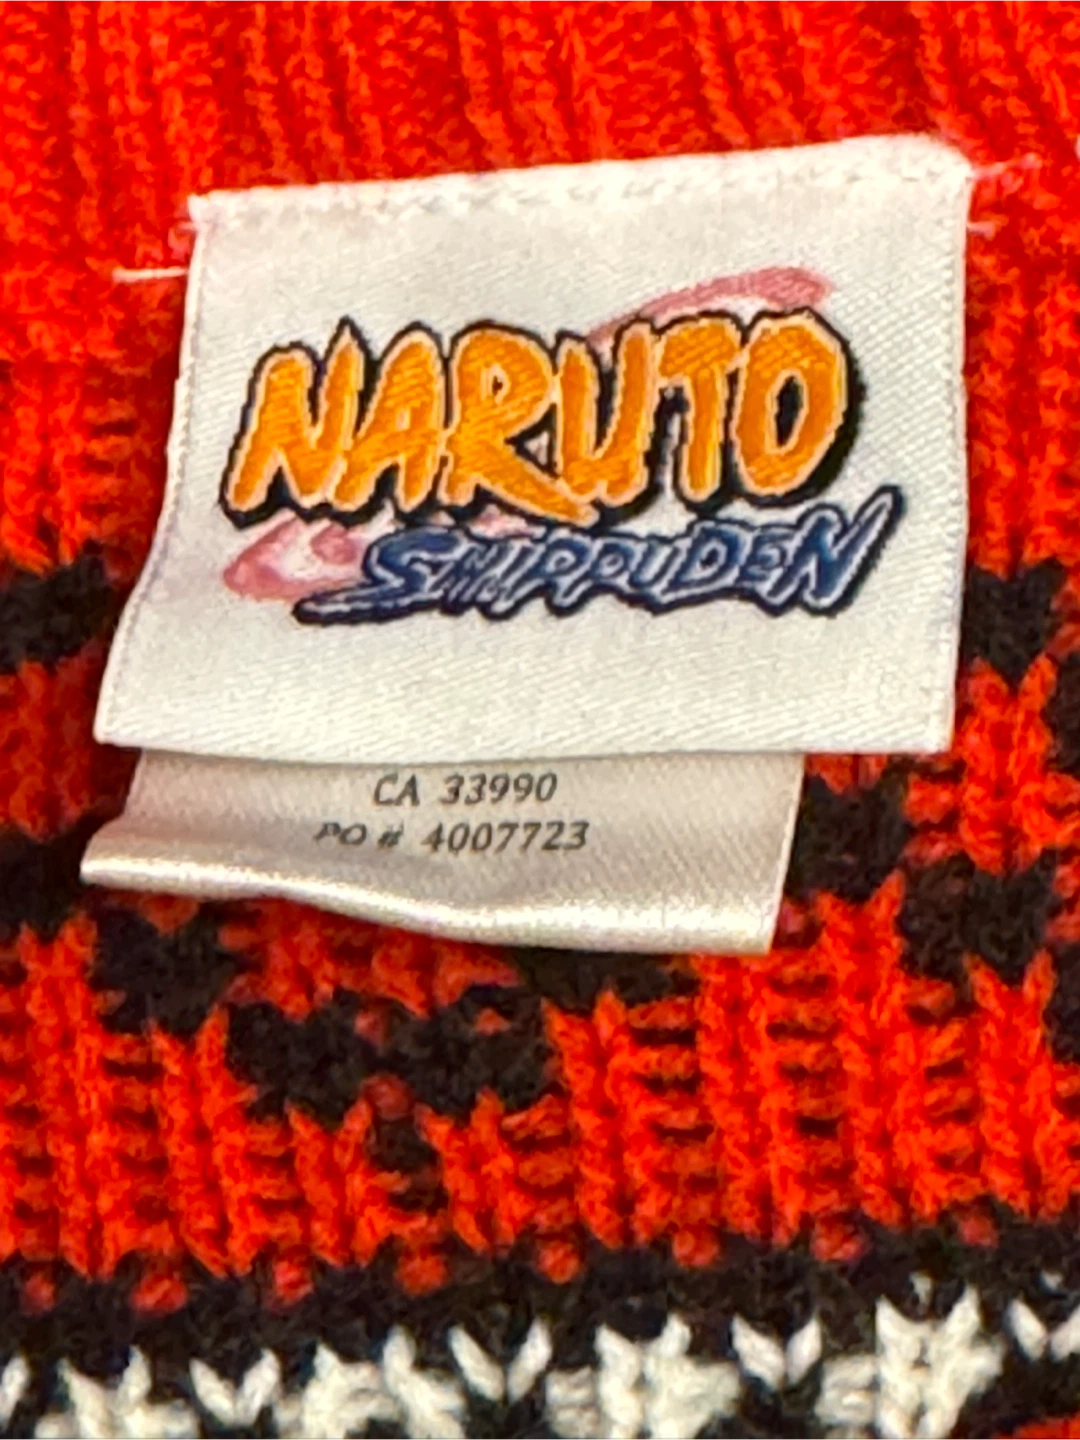 NARUTO
SHIPPUDEN
CA 33990
PO # 4007723